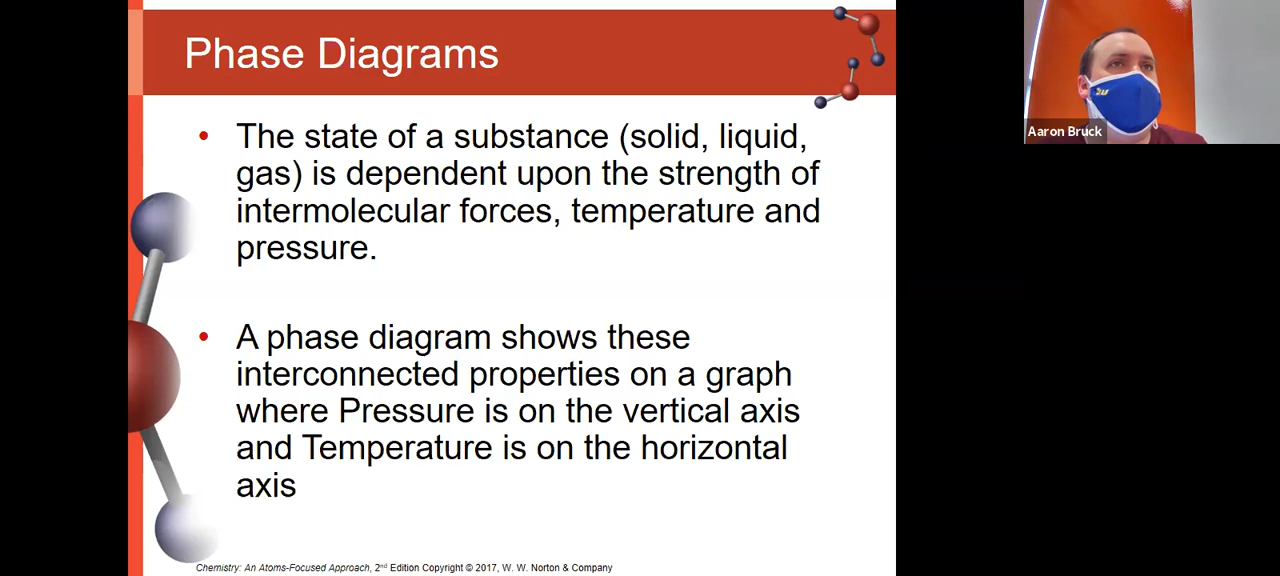 Phase Diagrams
• The state of a substance (solid, liquid,
gas) is dependent upon the strength of
intermolecular forces, temperature and
pressure.
• A phase diagram shows these
interconnected properties on a graph
where Pressure is on the vertical axis
and Temperature is on the horizontal
axis
Chemistry: An Atoms-Focused Approach, 2nd Edition Copyright © 2017, W. W. Norton & Company
Aaron Bruck